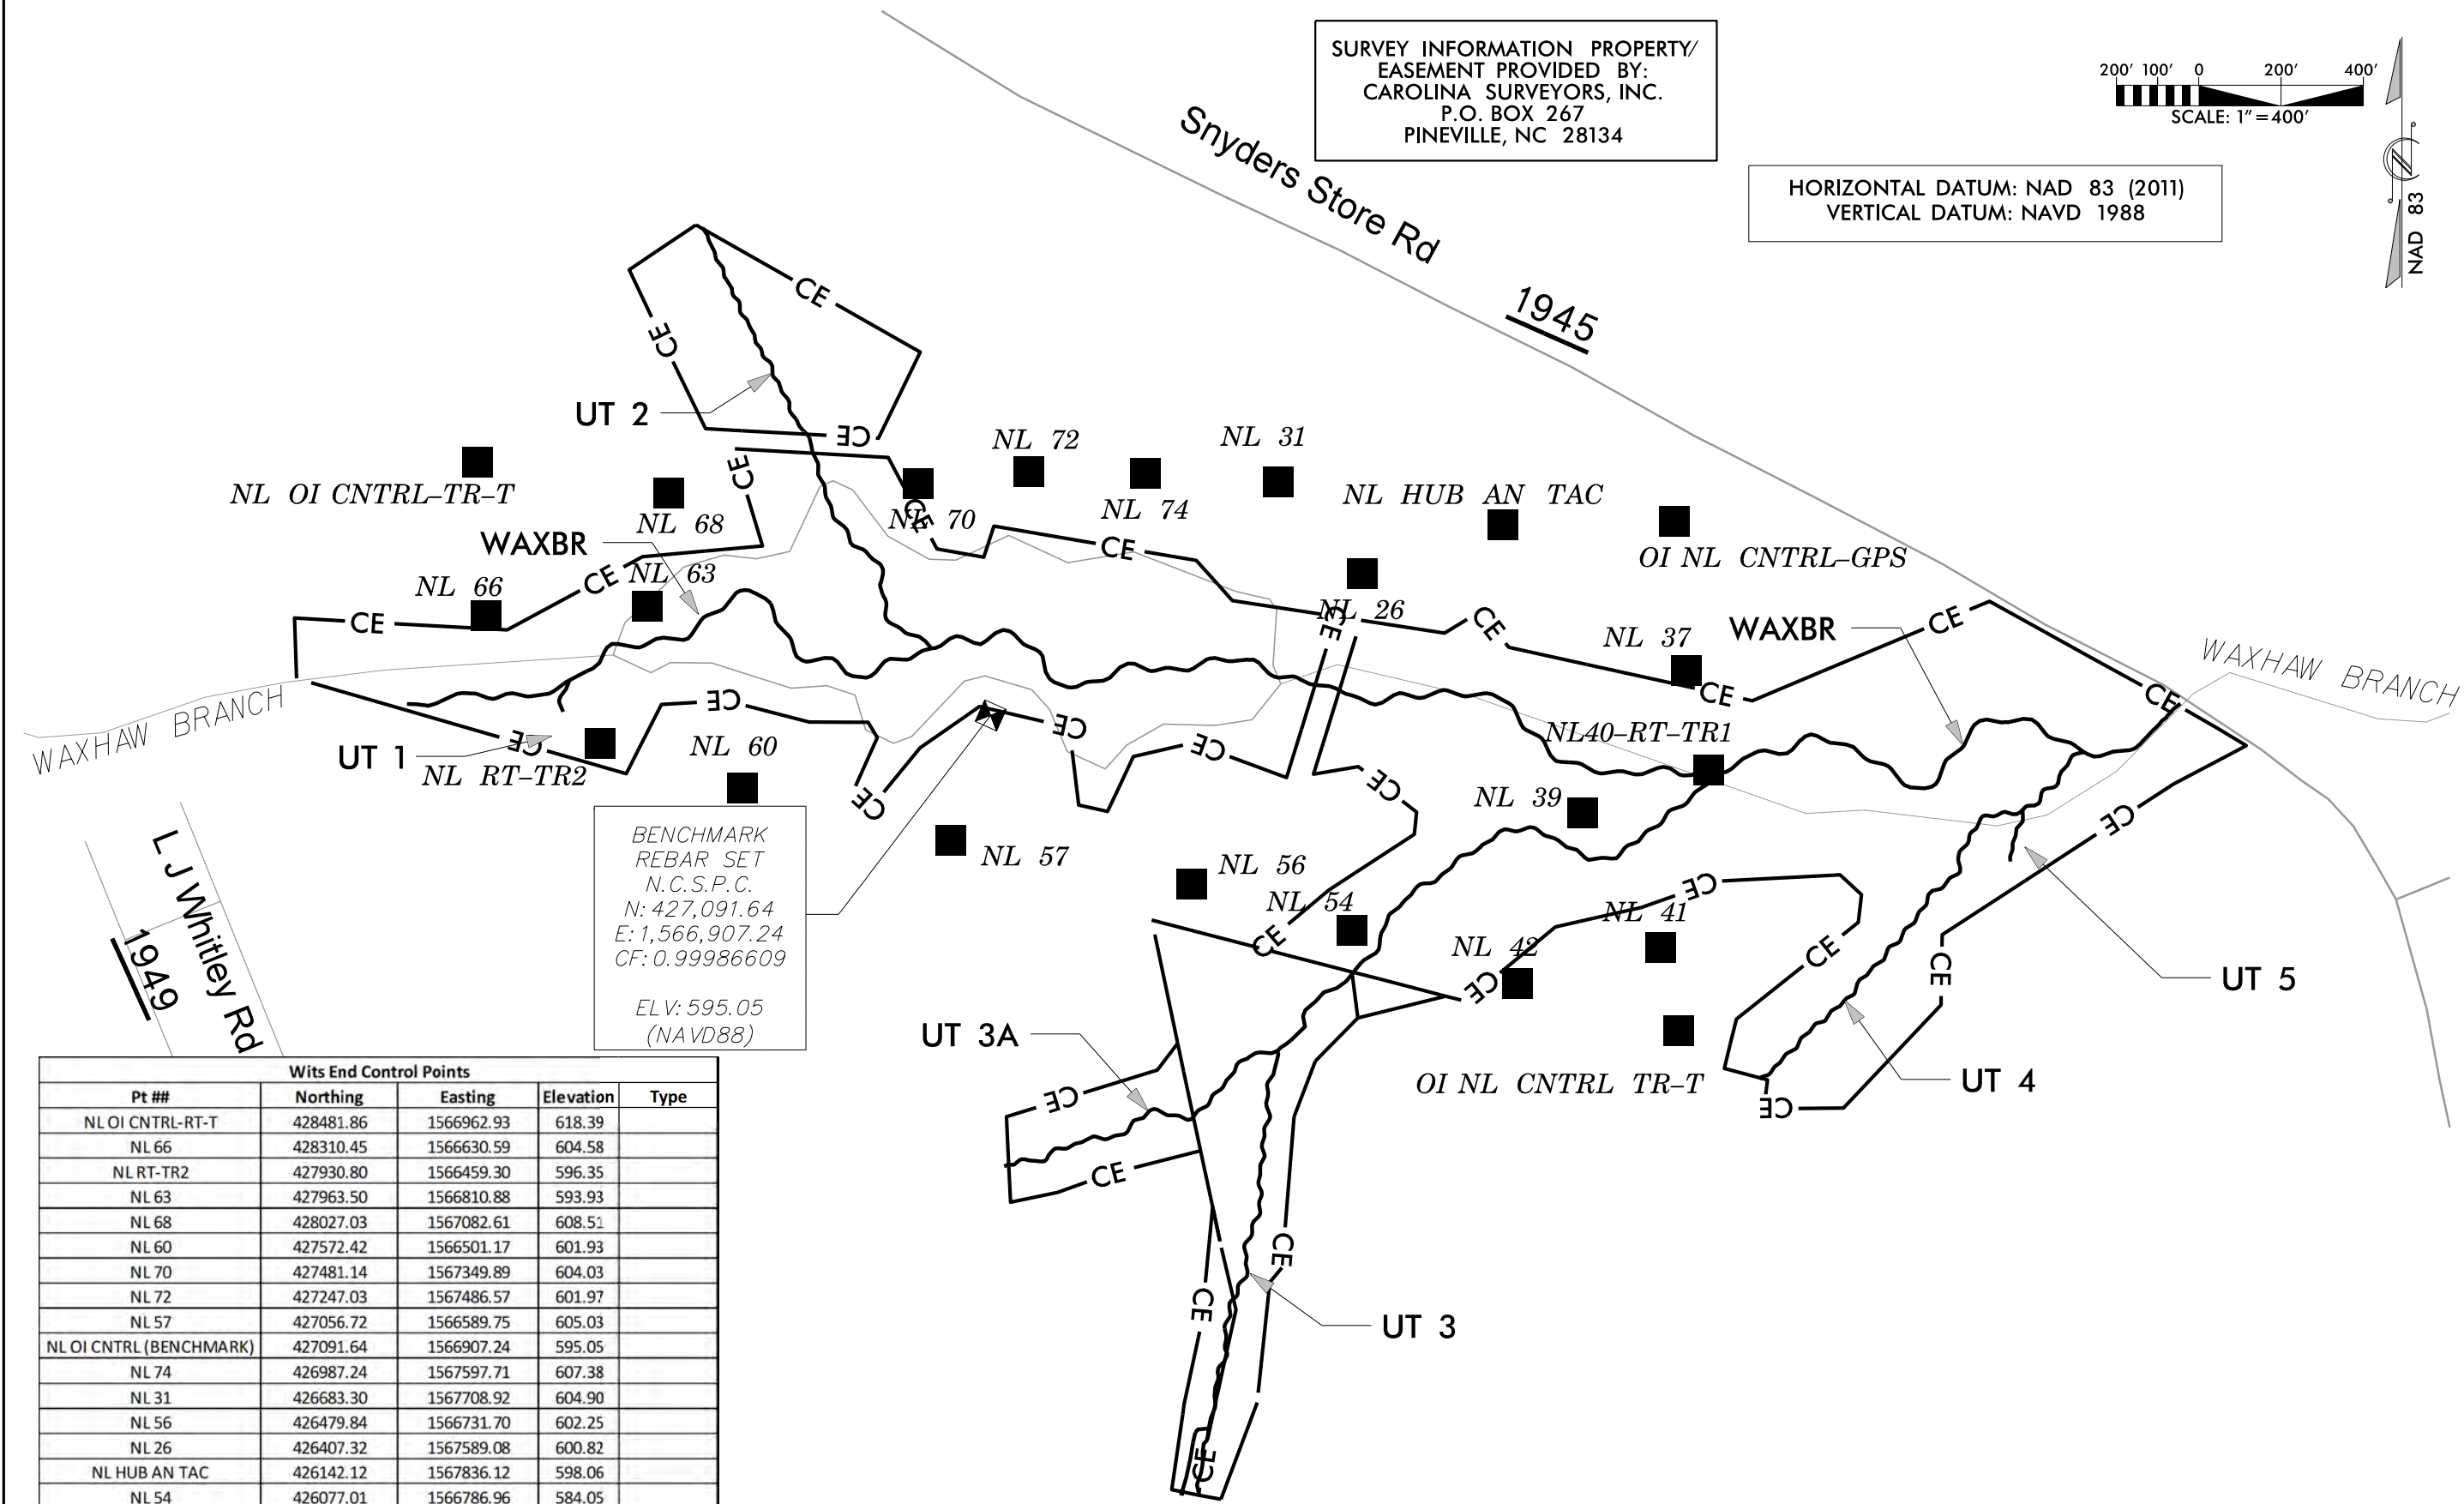 SURVEY INFORMATION PROPERTY/
EASEMENT PROVIDED BY:
CAROLINA SURVEYORS, INC.
P.O. BOX 267
PINEVILLE, NC 28134
200' 100' 0 200' 400'
SCALE: 1"=400'
NAD 83
HORIZONTAL DATUM: NAD 83 (2011)
VERTICAL DATUM: NAVD 1988
Snyders Store Rd
1945
CE
CE
UT 2
CE
CE
NL OI CNTRL-TR-T
NL 68
NL 70
NL 72
NL 74
NL 31
NL HUB AN TAC
OI NL CNTRL-GPS
WAXBR
CE
CE
NL 66
CE
NL 63
CE
CE
NL 26
CE
CE
NL 37
WAXBR
CE
CE
CE
WAXHAW BRANCH
WAXHAW BRANCH
UT 1
CE
NL RT-TR2
CE
NL 60
CE
CE
CE
CE
NL40-RT-TR1
NL 39
CE
NL 57
NL 56
NL 54
CE
CE
NL 41
NL 42
CE
CE
CE
UT 5
BENCHMARK
REBAR SET
N.C.S.P.C.
N: 427,091.64
E: 1,566,907.24
CF: 0.99986609
ELV: 595.05
(NAVD88)
L J Whitley Rd
1949
UT 3A
CE
CE
OI NL CNTRL TR-T
CE
UT 4
CE
CE
UT 3
CE
Wits End Control Points
Pt ## Northing Easting Elevation Type
NL OI CNTRL-RT-T 428481.86 1566962.93 618.39
NL 66 428310.45 1566630.59 604.58
NL RT-TR2 427930.80 1566459.30 596.35
NL 63 427963.50 1566810.88 593.93
NL 68 428027.03 1567082.61 608.51
NL 60 427572.42 1566501.17 601.93
NL 70 427481.14 1567349.89 604.03
NL 72 427247.03 1567486.57 601.97
NL 57 427056.72 1566589.75 605.03
NL OI CNTRL (BENCHMARK) 427091.64 1566907.24 595.05
NL 74 426987.24 1567597.71 607.38
NL 31 426683.30 1567708.92 604.90
NL 56 426479.84 1566731.70 602.25
NL 26 426407.32 1567589.08 600.82
NL HUB AN TAC 426142.12 1567836.12 598.06
NL 54 426077.01 1566786.96 584.05